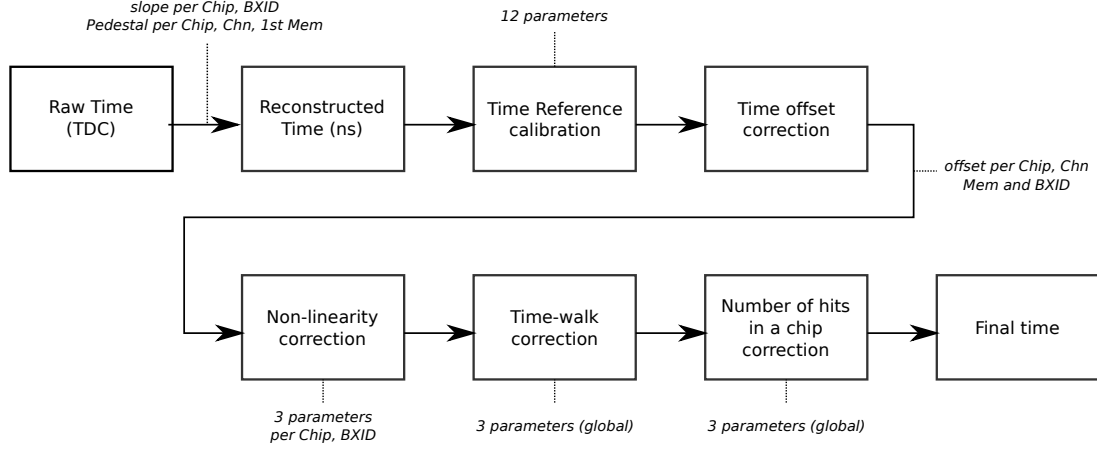 slope per Chip, BXID
Pedestal per Chip, Chn, 1st Mem
12 parameters
Raw Time
(TDC)
Reconstructed
Time (ns)
Time Reference
calibration
Time offset
correction
offset per Chip, Chn
Mem and BXID
Non-linearity
correction
Time-walk
correction
Number of hits
in a chip
correction
Final time
3 parameters
per Chip, BXID
3 parameters (global)
3 parameters (global)